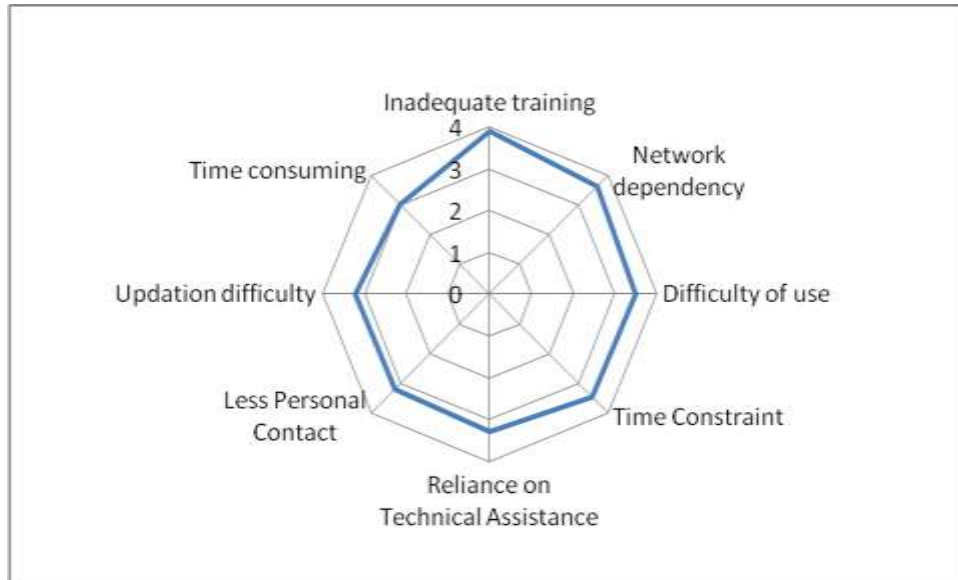 Inadequate training
4
3
2
1
0
Network
dependency
Difficulty of use
Time Constraint
Reliance on
Technical Assistance
Less Personal
Contact
Updation difficulty
Time consuming